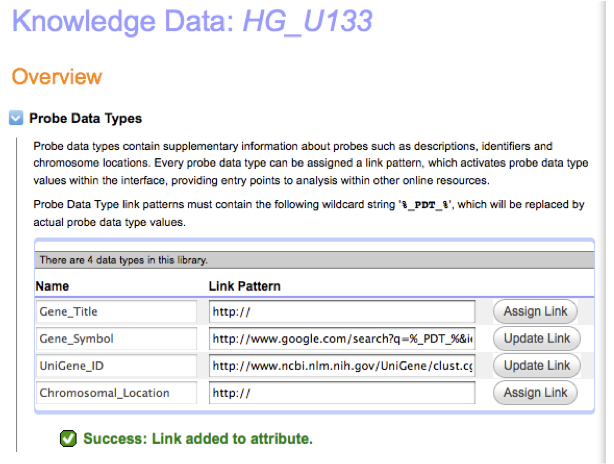 Knowledge Data: HG_U133
Overview
Probe Data Types
Probe data types contain supplementary information about probes such as descriptions, identifiers and
chromosome locations. Every probe data type can be assigned a link pattern, which activates probe data type
values within the interface, providing entry points to analysis within other online resources.
Probe Data Type link patterns must contain the following wildcard string '%_PDT_%', which will be replaced by
actual probe data type values.
There are 4 data types in this library.
Name Link Pattern
Gene_Title http:// Assign Link
Gene_Symbol http://www.google.com/search?q=%_PDT_%&i Update Link
UniGene_ID http://www.ncbi.nlm.nih.gov/UniGene/clust.c Update Link
Chromosomal_Location http:// Assign Link
Success: Link added to attribute.